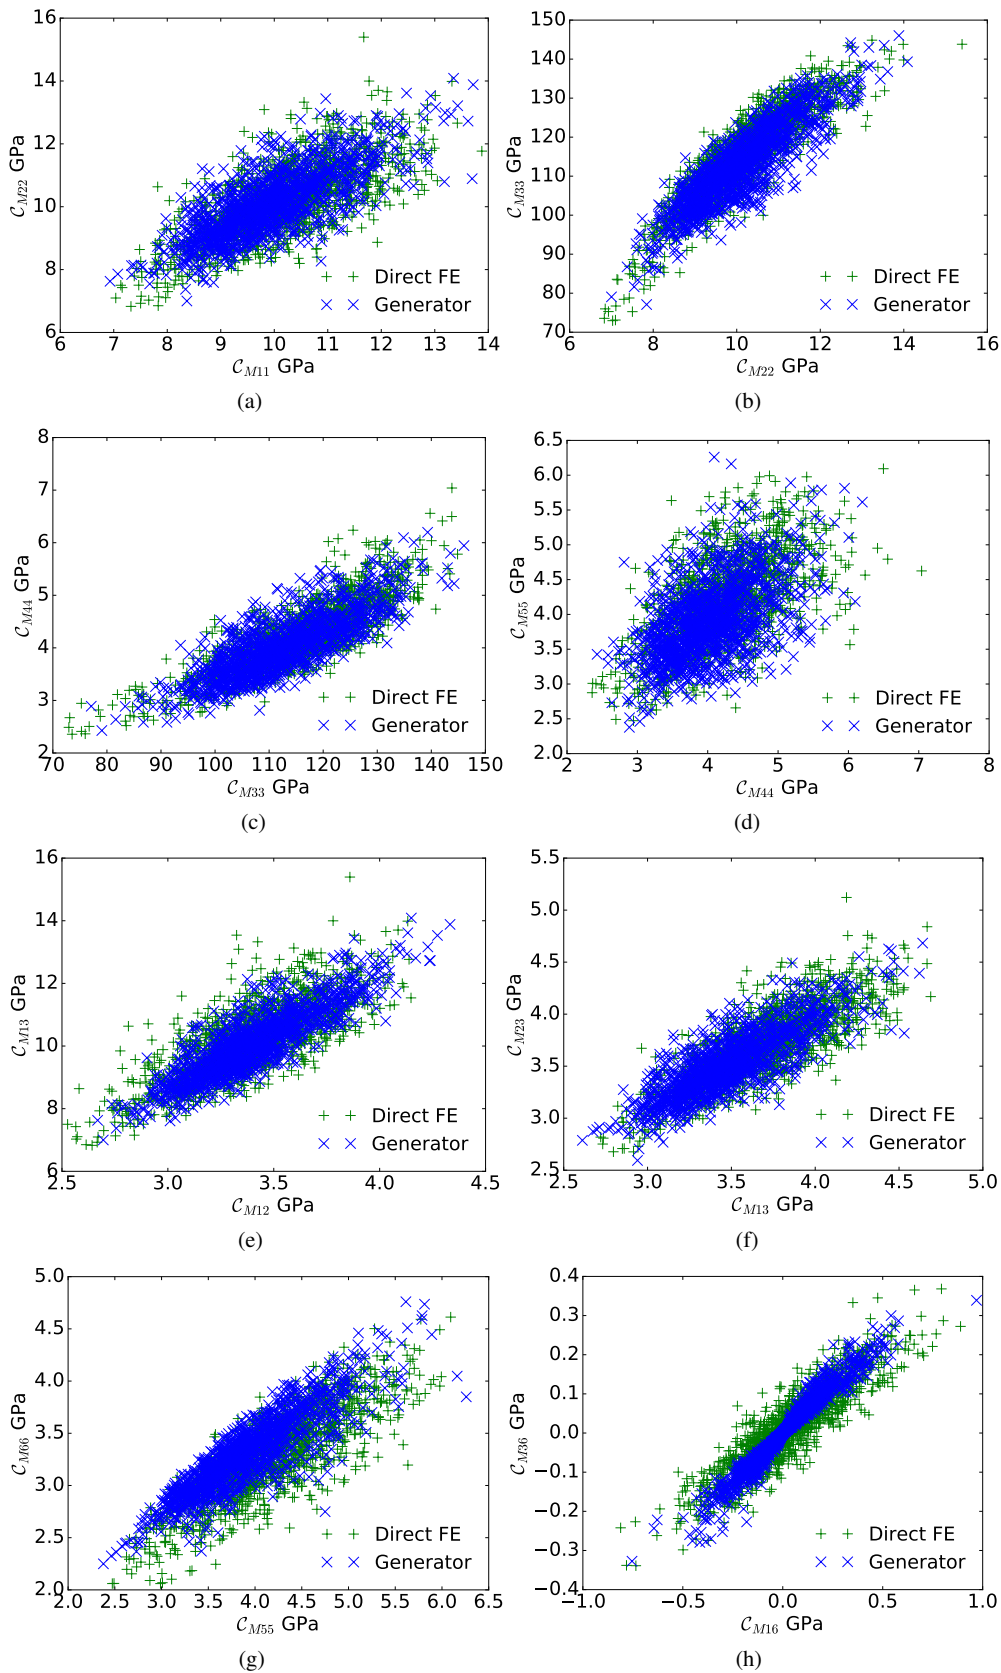 16
14
12
10
8
6
C_M22 GPa
Direct FE
Generator
6 7 8 9 10 11 12 13 14
C_M11 GPa
(a)
150
140
130
120
110
100
90
80
70
C_M33 GPa
Direct FE
Generator
6 8 10 12 14 16
C_M22 GPa
(b)
8
7
6
5
4
3
2
C_M44 GPa
Direct FE
Generator
70 80 90 100 110 120 130 140 150
C_M33 GPa
(c)
6.5
6.0
5.5
5.0
4.5
4.0
3.5
3.0
2.5
2.0
C_M55 GPa
Direct FE
Generator
2 3 4 5 6 7 8
C_M44 GPa
(d)
16
14
12
10
8
6
C_M13 GPa
Direct FE
Generator
2.5 3.0 3.5 4.0 4.5
C_M12 GPa
(e)
5.5
5.0
4.5
4.0
3.5
3.0
2.5
C_M23 GPa
Direct FE
Generator
2.5 3.0 3.5 4.0 4.5 5.0
C_M13 GPa
(f)
5.0
4.5
4.0
3.5
3.0
2.5
2.0
C_M66 GPa
Direct FE
Generator
2.0 2.5 3.0 3.5 4.0 4.5 5.0 5.5 6.0 6.5
C_M55 GPa
(g)
0.4
0.3
0.2
0.1
0.0
−0.1
−0.2
−0.3
−0.4
C_M36 GPa
Direct FE
Generator
−1.0 −0.5 0.0 0.5 1.0
C_M16 GPa
(h)